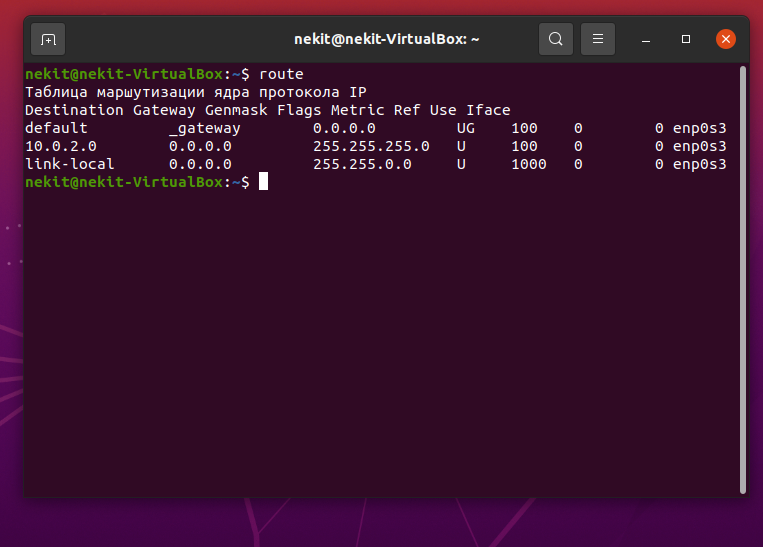 nekit@nekit-VirtualBox: ~
nekit@nekit-VirtualBox:~$ route
Таблица маршутизации ядра протокола IP
Destination Gateway Genmask Flags Metric Ref Use Iface
default         _gateway        0.0.0.0         UG    100    0        0 enp0s3
10.0.2.0        0.0.0.0         255.255.255.0   U     100    0        0 enp0s3
link-local      0.0.0.0         255.255.0.0     U     1000   0        0 enp0s3
nekit@nekit-VirtualBox:~$